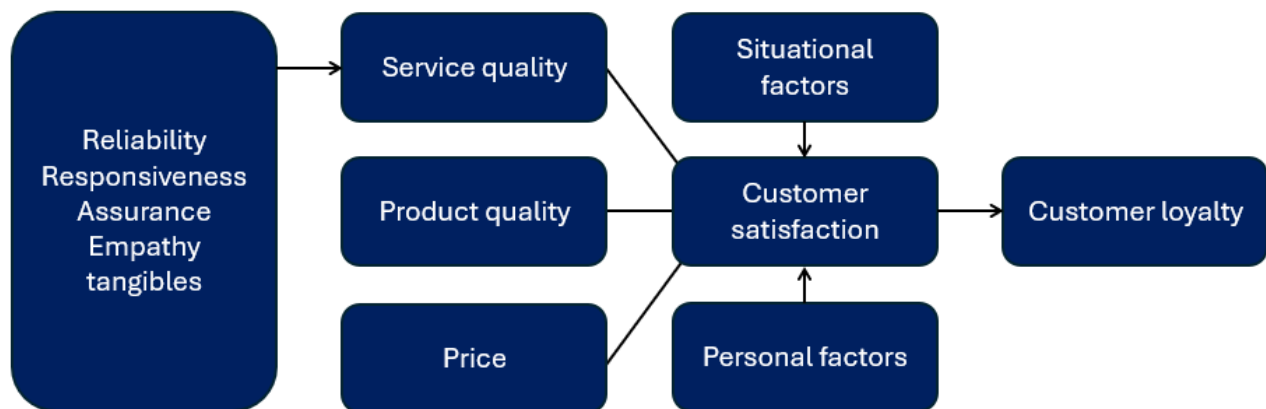 Reliability
Responsiveness
Assurance
Empathy
tangibles
Service quality
Product quality
Price
Situational
factors
Customer
satisfaction
Personal factors
Customer loyalty